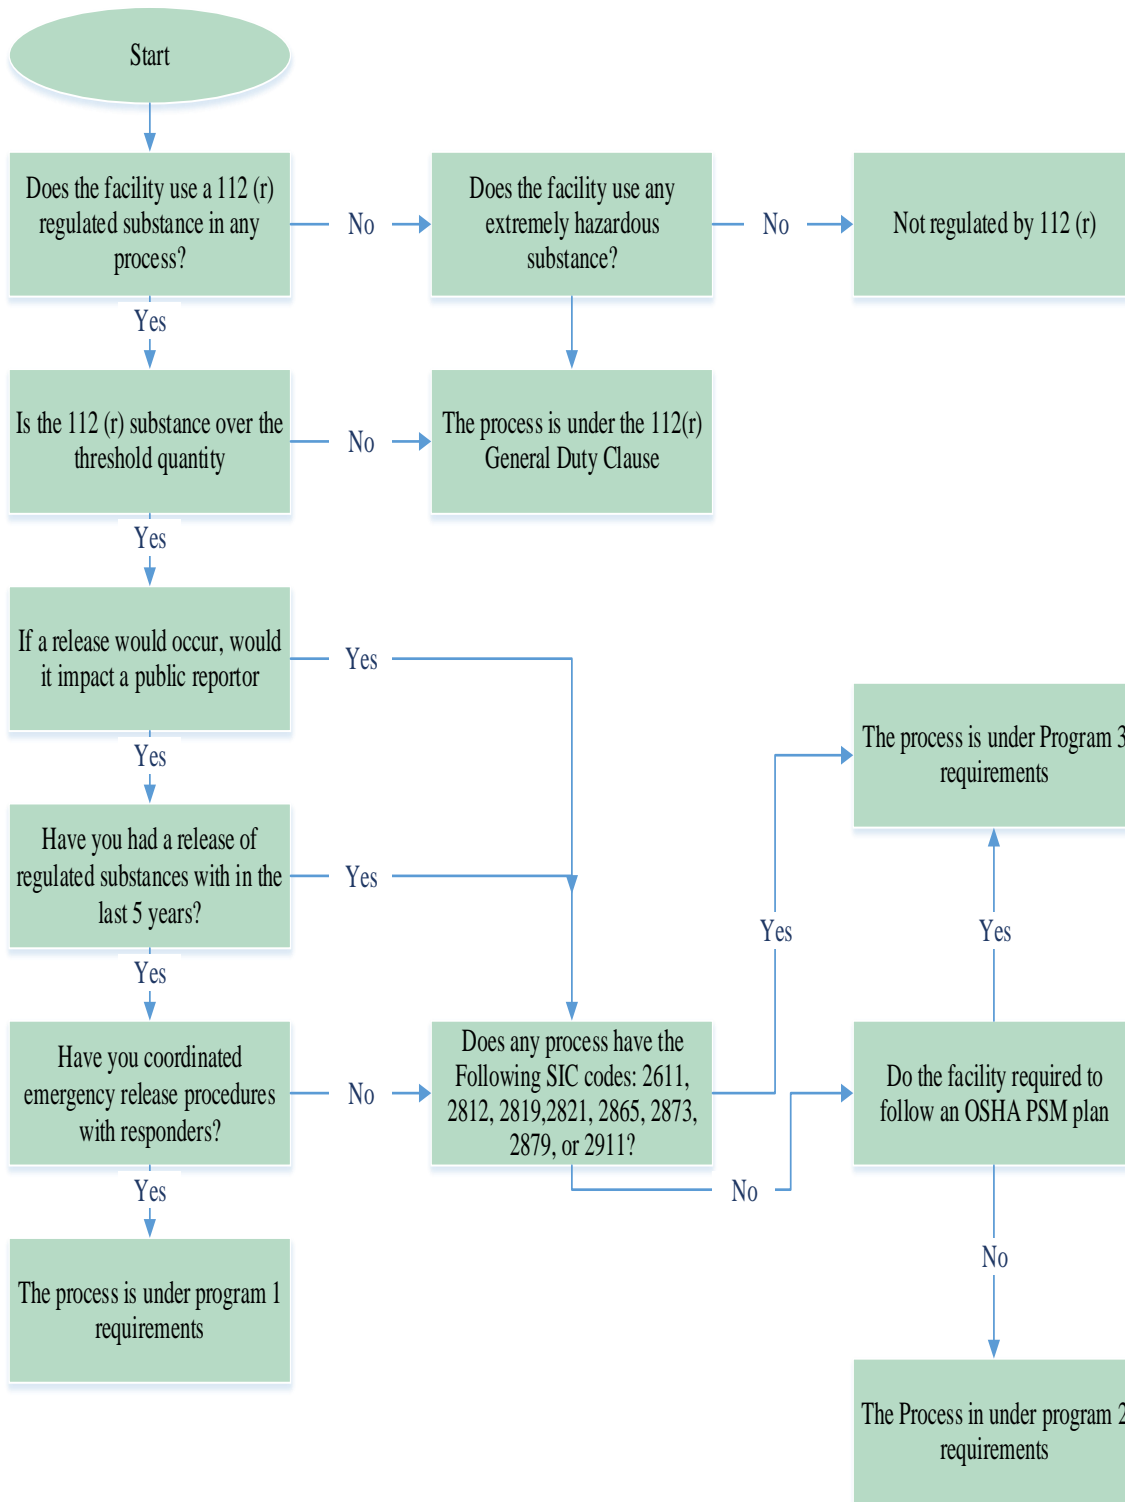 Start
Does the facility use a 112 (r)
regulated substance in any
process?
No
Does the facility use any
extremely hazardous
substance?
No
Not regulated by 112 (r)
Yes
Is the 112 (r) substance over the
threshold quantity
No
The process is under the 112(r)
General Duty Clause
Yes
If a release would occur, would
it impact a public reportor
Yes
Yes
The process is under Program 3
requirements
Have you had a release of
regulated substances with in the
last 5 years?
Yes
Yes
Yes
Yes
Have you coordinated
emergency release procedures
with responders?
No
Does any process have the
Following SIC codes: 2611,
2812, 2819,2821, 2865, 2873,
2879, or 2911?
Do the facility required to
follow an OSHA PSM plan
Yes
No
No
The process is under program 1
requirements
The Process in under program 2
requirements